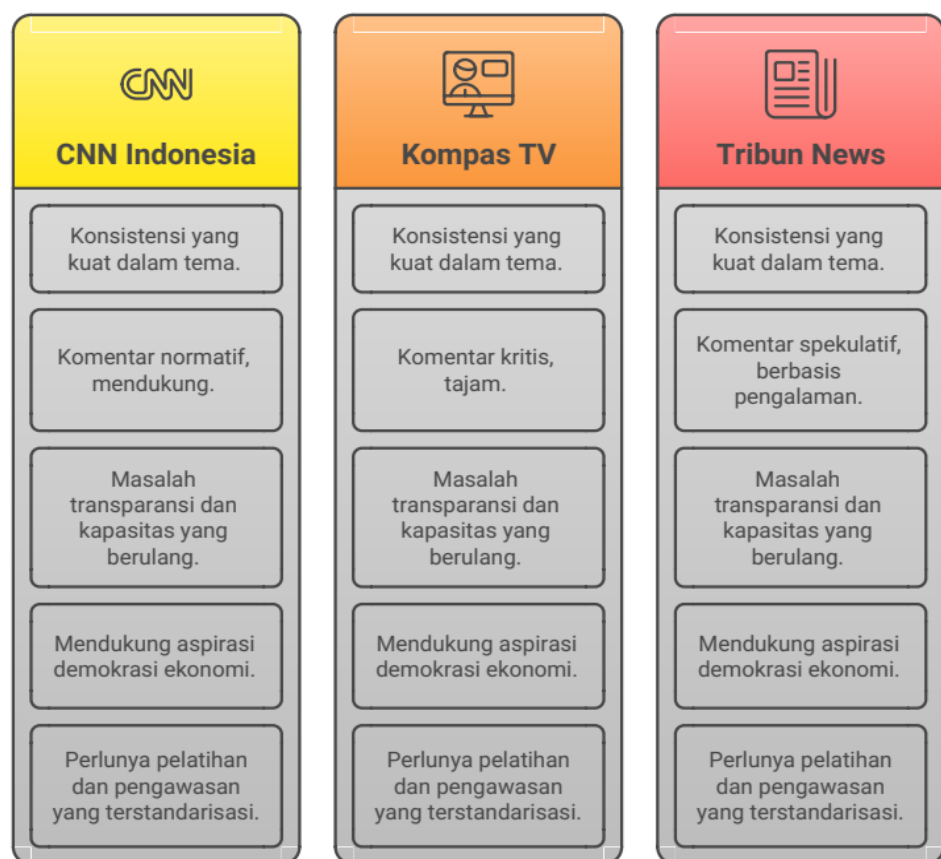 CNN
CNN Indonesia
Konsistensi yang
kuat dalam tema.
Komentar normatif,
mendukung.
Masalah
transparansi dan
kapasitas yang
berulang.
Mendukung aspirasi
demokrasi ekonomi.
Perlunya pelatihan
dan pengawasan
yang terstandarisasi.
Kompas TV
Konsistensi yang
kuat dalam tema.
Komentar kritis,
tajam.
Masalah
transparansi dan
kapasitas yang
berulang.
Mendukung aspirasi
demokrasi ekonomi.
Perlunya pelatihan
dan pengawasan
yang terstandarisasi.
Tribun News
Konsistensi yang
kuat dalam tema.
Komentar spekulatif,
berbasis
pengalaman.
Masalah
transparansi dan
kapasitas yang
berulang.
Mendukung aspirasi
demokrasi ekonomi.
Perlunya pelatihan
dan pengawasan
yang terstandarisasi.